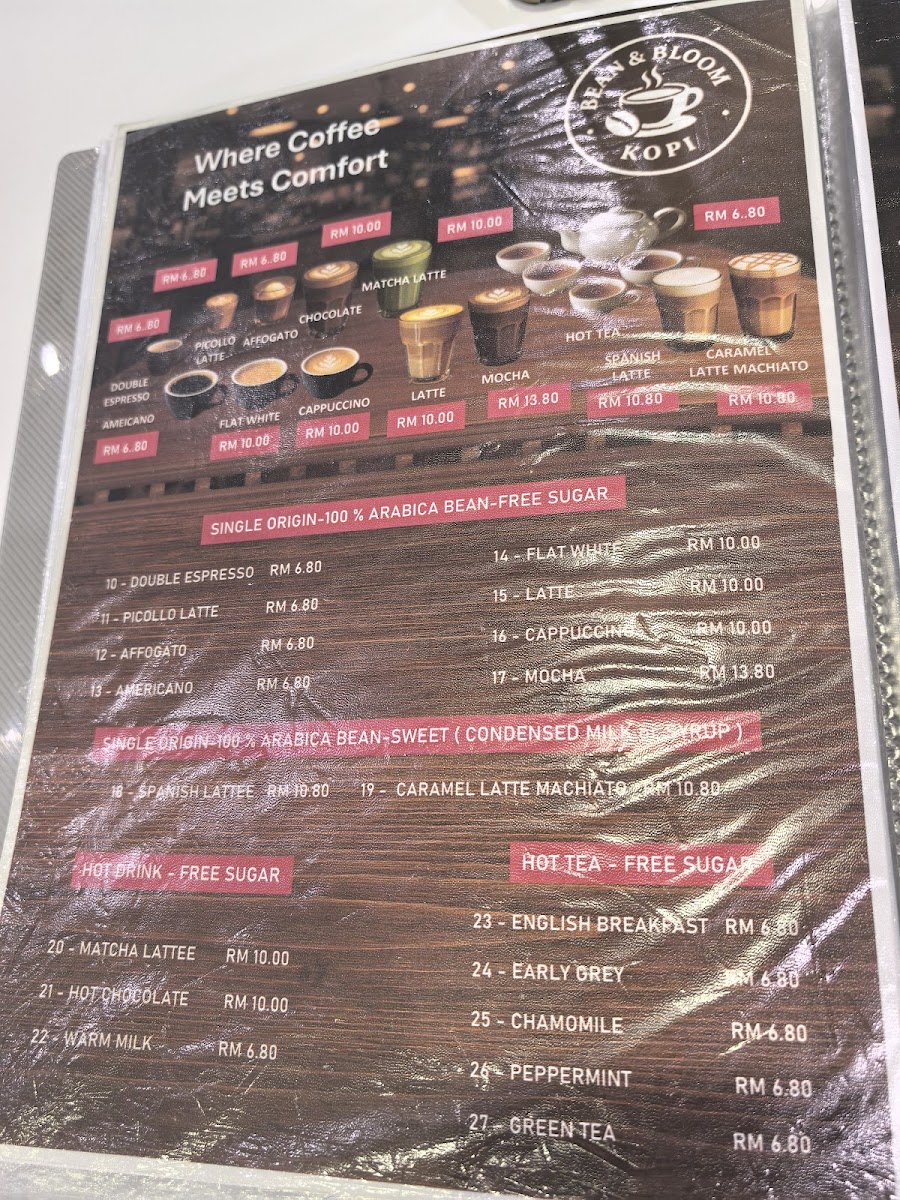 BEAN & BLOOM
KOPI
Where Coffee
Meets Comfort
RM 6..80
RM 6..80
RM 6..80
RM 10.00
RM 10.00
RM 6..80
DOUBLE
ESPRESSO
PICOLLO
LATTE
AFFOGATO
CHOCOLATE
MATCHA LATTE
HOT TEA
AMEICANO
FLAT WHITE
CAPPUCCINO
LATTE
MOCHA
SPANISH
LATTE
CARAMEL
LATTE MACHIATO
RM 6..80
RM 10.00
RM 10.00
RM 10.00
RM 13.80
RM 10.80
RM 10.80
SINGLE ORIGIN-100 % ARABICA BEAN-FREE SUGAR
10 - DOUBLE ESPRESSO RM 6.80
11 - PICOLLO LATTE RM 6.80
12 - AFFOGATO RM 6.80
13 - AMERICANO RM 6.80
14 - FLAT WHITE RM 10.00
15 - LATTE RM 10.00
16 - CAPPUCCINO RM 10.00
17 - MOCHA RM 13.80
SINGLE ORIGIN-100 % ARABICA BEAN-SWEET ( CONDENSED MILK or SYRUP )
18 - SPANISH LATTEE RM 10.80 19 - CARAMEL LATTE MACHIATO RM 10.80
HOT DRINK - FREE SUGAR
20 - MATCHA LATTEE RM 10.00
21 - HOT CHOCOLATE RM 10.00
22 - WARM MILK RM 6.80
HOT TEA - FREE SUGAR
23 - ENGLISH BREAKFAST RM 6.80
24 - EARLY GREY RM 6.80
25 - CHAMOMILE RM 6.80
26 - PEPPERMINT RM 6.80
27 - GREEN TEA RM 6.80